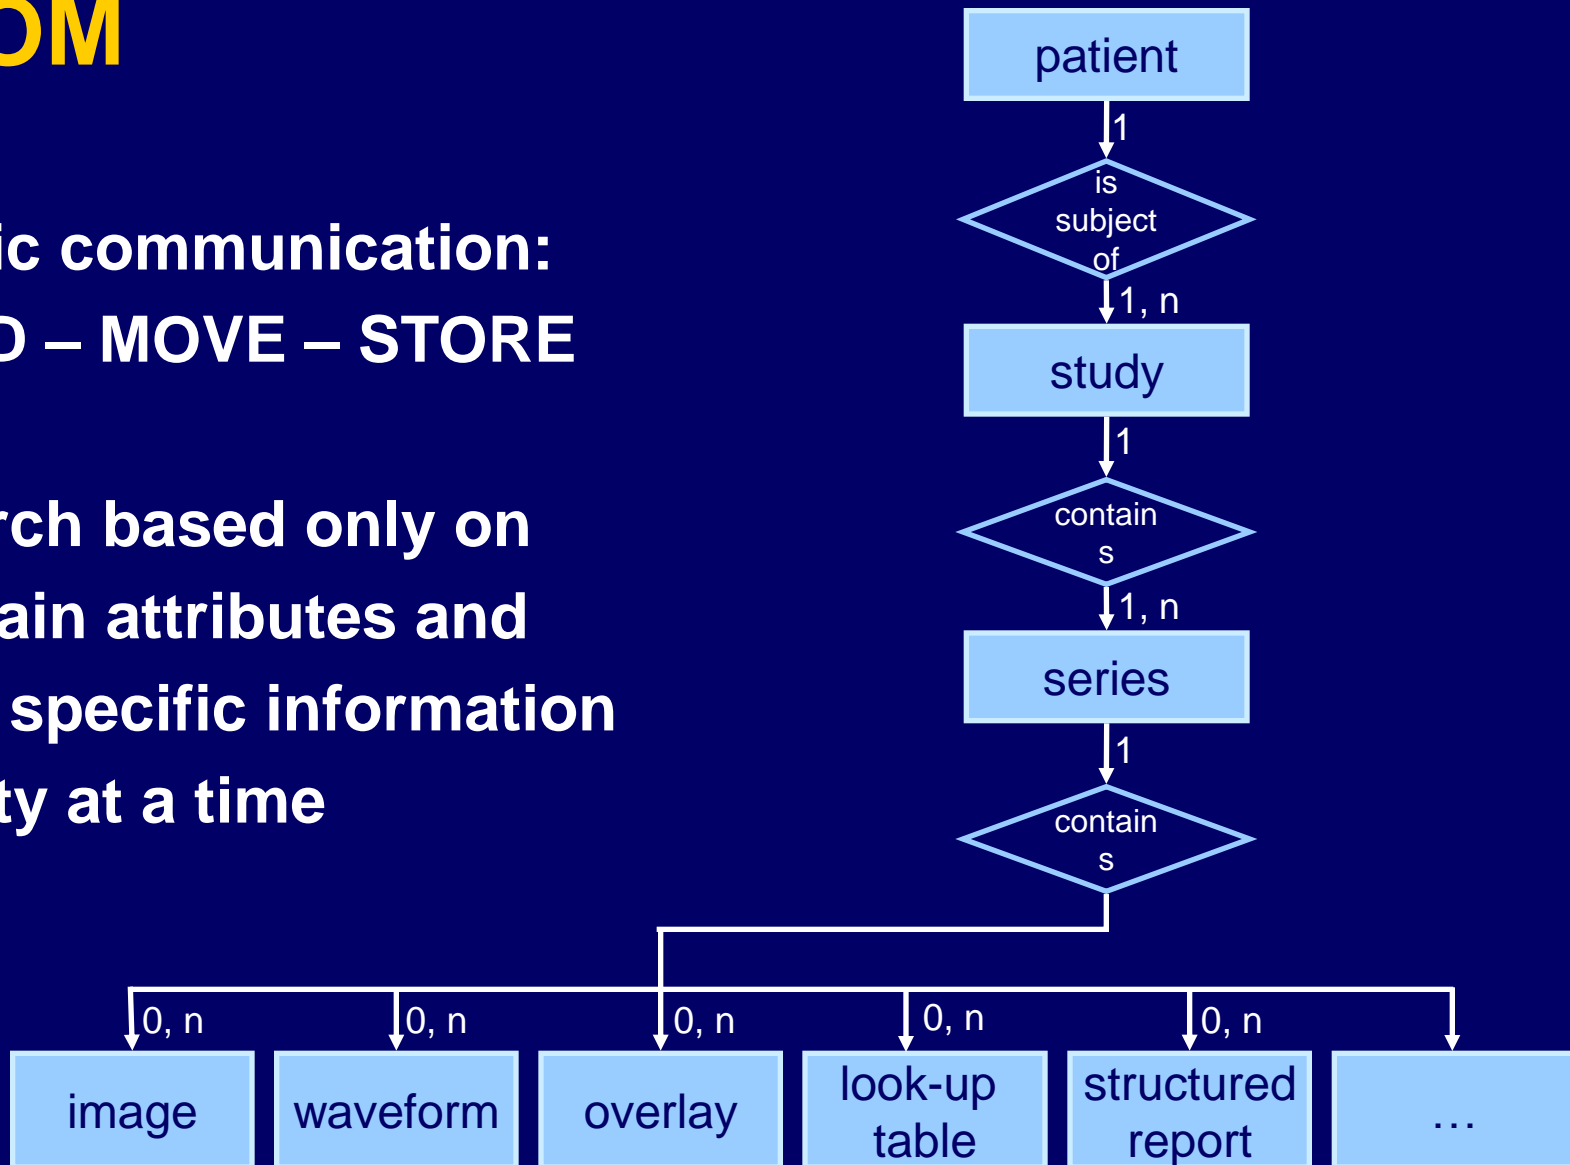 OM
ic communication:
D – MOVE – STORE
rch based only on
ain attributes and
specific information
ty at a time
patient
1
is
subject
of
1, n
study
1
contain
s
1, n
series
1
contain
s
0, n
0, n
0, n
0, n
0, n
image
waveform
overlay
look-up
table
structured
report
…